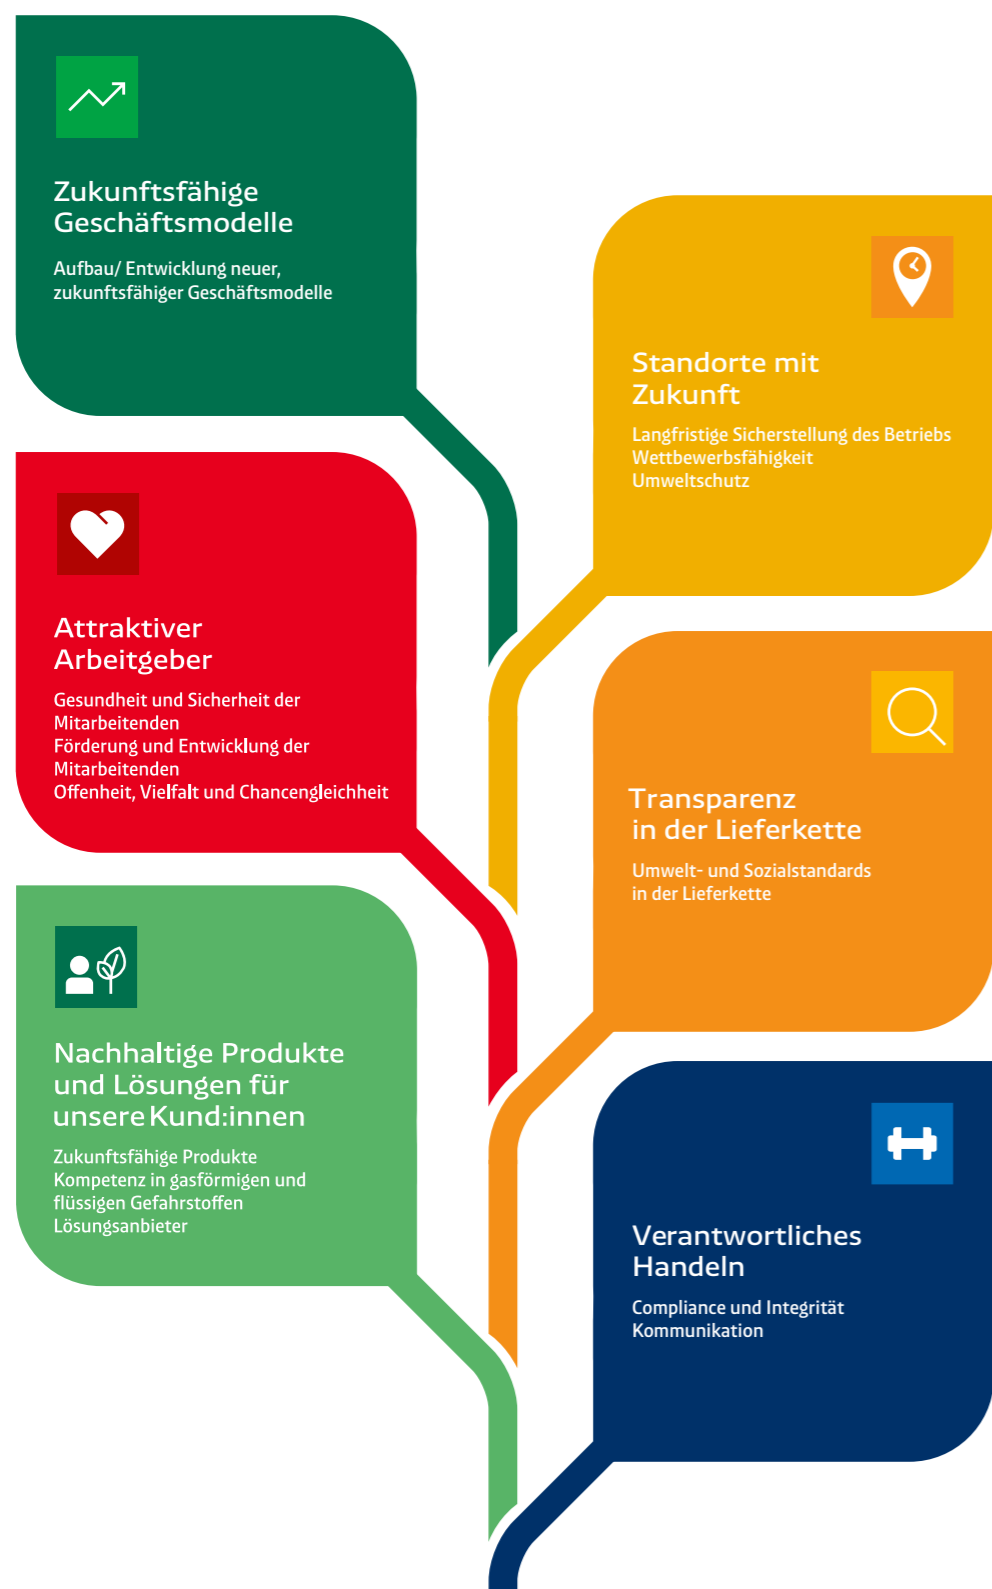 Zukunftsfähige
Geschäftsmodelle
Aufbau/ Entwicklung neuer,
zukunftsfähiger Geschäftsmodelle
Standorte mit
Zukunft
Langfristige Sicherstellung des Betriebs
Wettbewerbsfähigkeit
Umweltschutz
Attraktiver
Arbeitgeber
Gesundheit und Sicherheit der
Mitarbeitenden
Förderung und Entwicklung der
Mitarbeitenden
Offenheit, Vielfalt und Chancengleichheit
Transparenz
in der Lieferkette
Umwelt- und Sozialstandards
in der Lieferkette
Nachhaltige Produkte
und Lösungen für
unsere Kund:innen
Zukunftsfähige Produkte
Kompetenz in gasförmigen und
flüssigen Gefahrstoffen
Lösungsanbieter
Verantwortliches
Handeln
Compliance und Integrität
Kommunikation